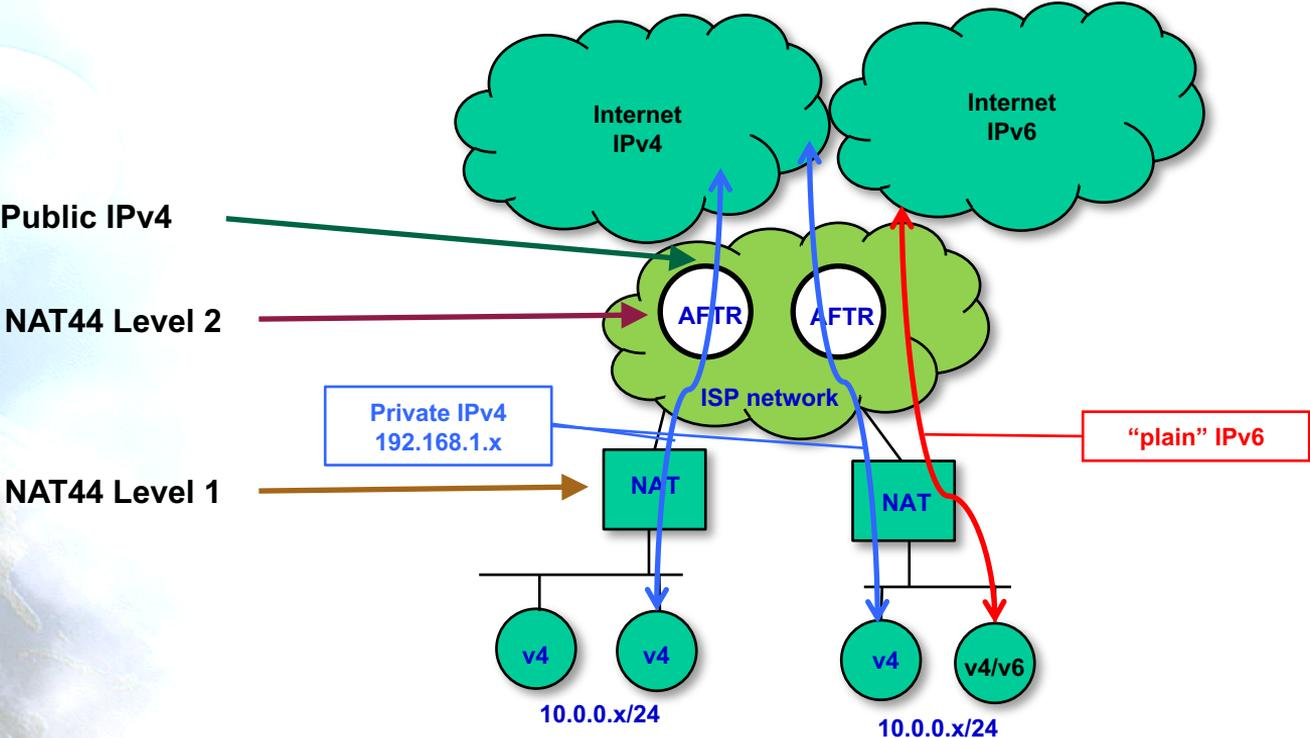 Internet
IPv4
Internet
IPv6
Public IPv4
NAT44 Level 2
AFTR
AFTR
ISP network
Private IPv4
192.168.1.x
“plain” IPv6
NAT44 Level 1
NAT
NAT
v4
v4
v4
v4/v6
10.0.0.x/24
10.0.0.x/24